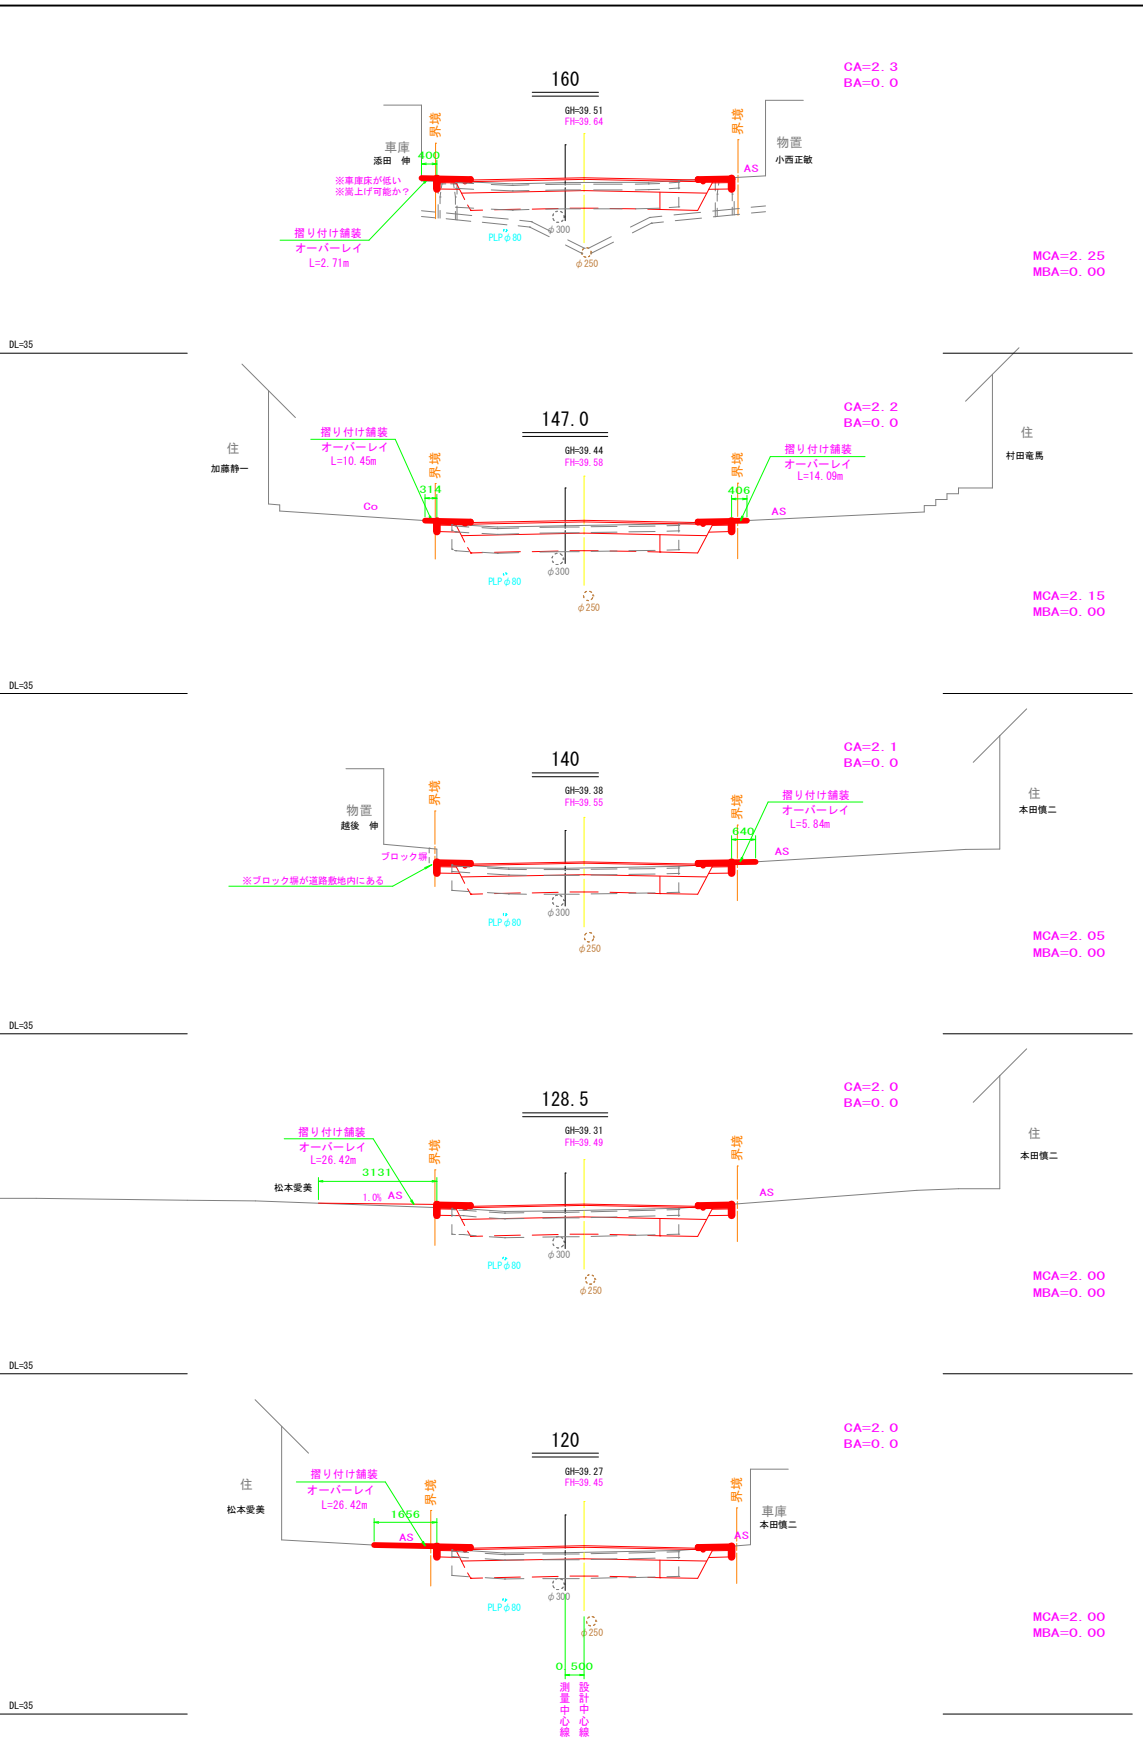 160
CA=2.3
BA=0.0
GH=39.51
FH=39.64
界境
界境
車庫
添田　伸
400
物置
小西正敏
AS
※車庫床が低い
※嵩上げ可能か？
摺り付け舗装
オーバーレイ
L=2.71m
PLPφ80
φ300
φ250
MCA=2.25
MBA=0.00
DL=35
147.0
CA=2.2
BA=0.0
GH=39.44
FH=39.58
摺り付け舗装
オーバーレイ
L=10.45m
界境
界境
摺り付け舗装
オーバーレイ
L=14.09m
住
加藤静一
住
村田竜馬
314
406
Co
AS
PLPφ80
φ300
φ250
MCA=2.15
MBA=0.00
DL=35
140
CA=2.1
BA=0.0
GH=39.38
FH=39.55
界境
界境
摺り付け舗装
オーバーレイ
L=5.84m
物置
越後　伸
住
本田慎二
640
AS
ブロック塀
※ブロック塀が道路敷地内にある
PLPφ80
φ300
φ250
MCA=2.05
MBA=0.00
DL=35
128.5
CA=2.0
BA=0.0
GH=39.31
FH=39.49
摺り付け舗装
オーバーレイ
L=26.42m
界境
界境
住
本田慎二
3131
松本愛美
1.0%
AS
AS
PLPφ80
φ300
φ250
MCA=2.00
MBA=0.00
DL=35
120
CA=2.0
BA=0.0
GH=39.27
FH=39.45
摺り付け舗装
オーバーレイ
L=26.42m
界境
界境
住
松本愛美
車庫
本田慎二
1656
AS
AS
PLPφ80
φ300
φ250
MCA=2.00
MBA=0.00
0.500
測量中心線
設計中心線
DL=35